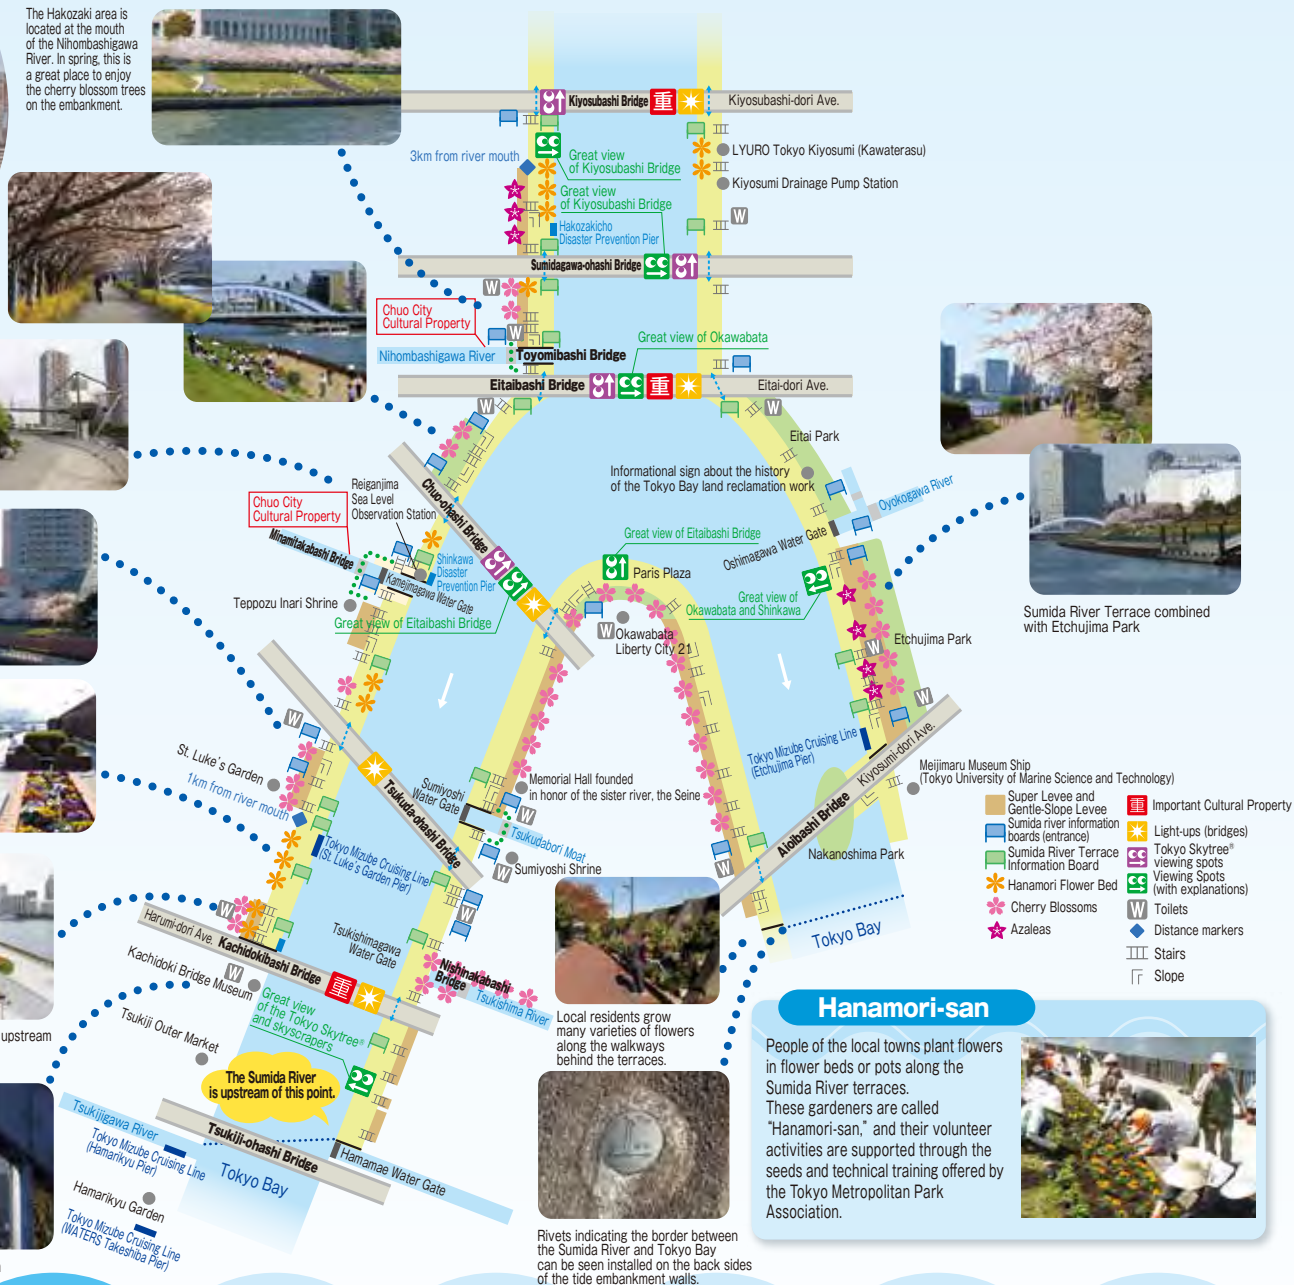 The Hakozaki area is
located at the mouth
of the Nihombashigawa
River. In spring, this is
a great place to enjoy
the cherry blossom trees
on the embankment.
Kiyosubashi Bridge
重
Kiyosubashi-dori Ave.
3km from river mouth
Great view
of Kiyosubashi Bridge
LYURO Tokyo Kiyosumi (Kawaterasu)
Kiyosumi Drainage Pump Station
Great view
of Kiyosubashi Bridge
W
Hakozakicho
Disaster Prevention Pier
Sumidagawa-ohashi Bridge
W
Chuo City
Cultural Property
W
Nihombashigawa River
Toyomibashi Bridge
Great view of Okawabata
Eitaibashi Bridge
重
Eitai-dori Ave.
W
W
Eitai Park
Informational sign about the history
of the Tokyo Bay land reclamation work
Oyokogawa River
Oshimagawa Water Gate
Chuo-ohashi Bridge
Reiganjima
Sea Level
Observation Station
Chuo City
Cultural Property
Minamitakabashi Bridge
Shinkawa
Disaster
Prevention Pier
Kamejimagawa Water Gate
Teppozu Inari Shrine
Great view of Eitaibashi Bridge
Great view of Eitaibashi Bridge
Paris Plaza
W
Okawabata
Liberty City 21
Great view of
Okawabata and Shinkawa
Etchujima Park
W
W
Sumida River Terrace combined
with Etchujima Park
W
St. Luke's Garden
1km from river mouth
Tokyo Mizube Cruising Line
(St. Luke's Garden Pier)
Tsukuda-ohashi Bridge
Sumiyoshi
Water Gate
Memorial Hall founded
in honor of the sister river, the Seine
W
Tsukudabori Moat
W
Sumiyoshi Shrine
Tokyo Mizube Cruising Line
(Etchujima Pier)
Kiyosumi-dori Ave.
Aioibashi Bridge
W
Nakanoshima Park
Meijimaru Museum Ship
(Tokyo University of Marine Science and Technology)
Tokyo Bay
Super Levee and
Gentle-Slope Levee
Sumida river information
boards (entrance)
Sumida River Terrace
Information Board
Hanamori Flower Bed
Cherry Blossoms
Azaleas
重 Important Cultural Property
Light-ups (bridges)
Tokyo Skytree®
viewing spots
Viewing Spots
(with explanations)
W Toilets
Distance markers
Stairs
Slope
W
W
Harumi-dori Ave.
Kachidokibashi Bridge
重
W
Kachidoki Bridge Museum
Tsukishimagawa
Water Gate
Nishinakabashi
Bridge
Tsukishima River
Tsukiji Outer Market
Great view
of the Tokyo Skytree®
and skyscrapers
The Sumida River
is upstream of this point.
upstream
Tsukijigawa River
Tokyo Mizube Cruising Line
(Hamarikyu Pier)
Tsukiji-ohashi Bridge
Tokyo Bay
Hamamae Water Gate
Hamarikyu Garden
Tokyo Mizube Cruising Line
(WATERS Takeshiba Pier)
Local residents grow
many varieties of flowers
along the walkways
behind the terraces.
Rivets indicating the border between
the Sumida River and Tokyo Bay
can be seen installed on the back sides
of the tide embankment walls.
Hanamori-san
People of the local towns plant flowers
in flower beds or pots along the
Sumida River terraces.
These gardeners are called
"Hanamori-san," and their volunteer
activities are supported through the
seeds and technical training offered by
the Tokyo Metropolitan Park
Association.